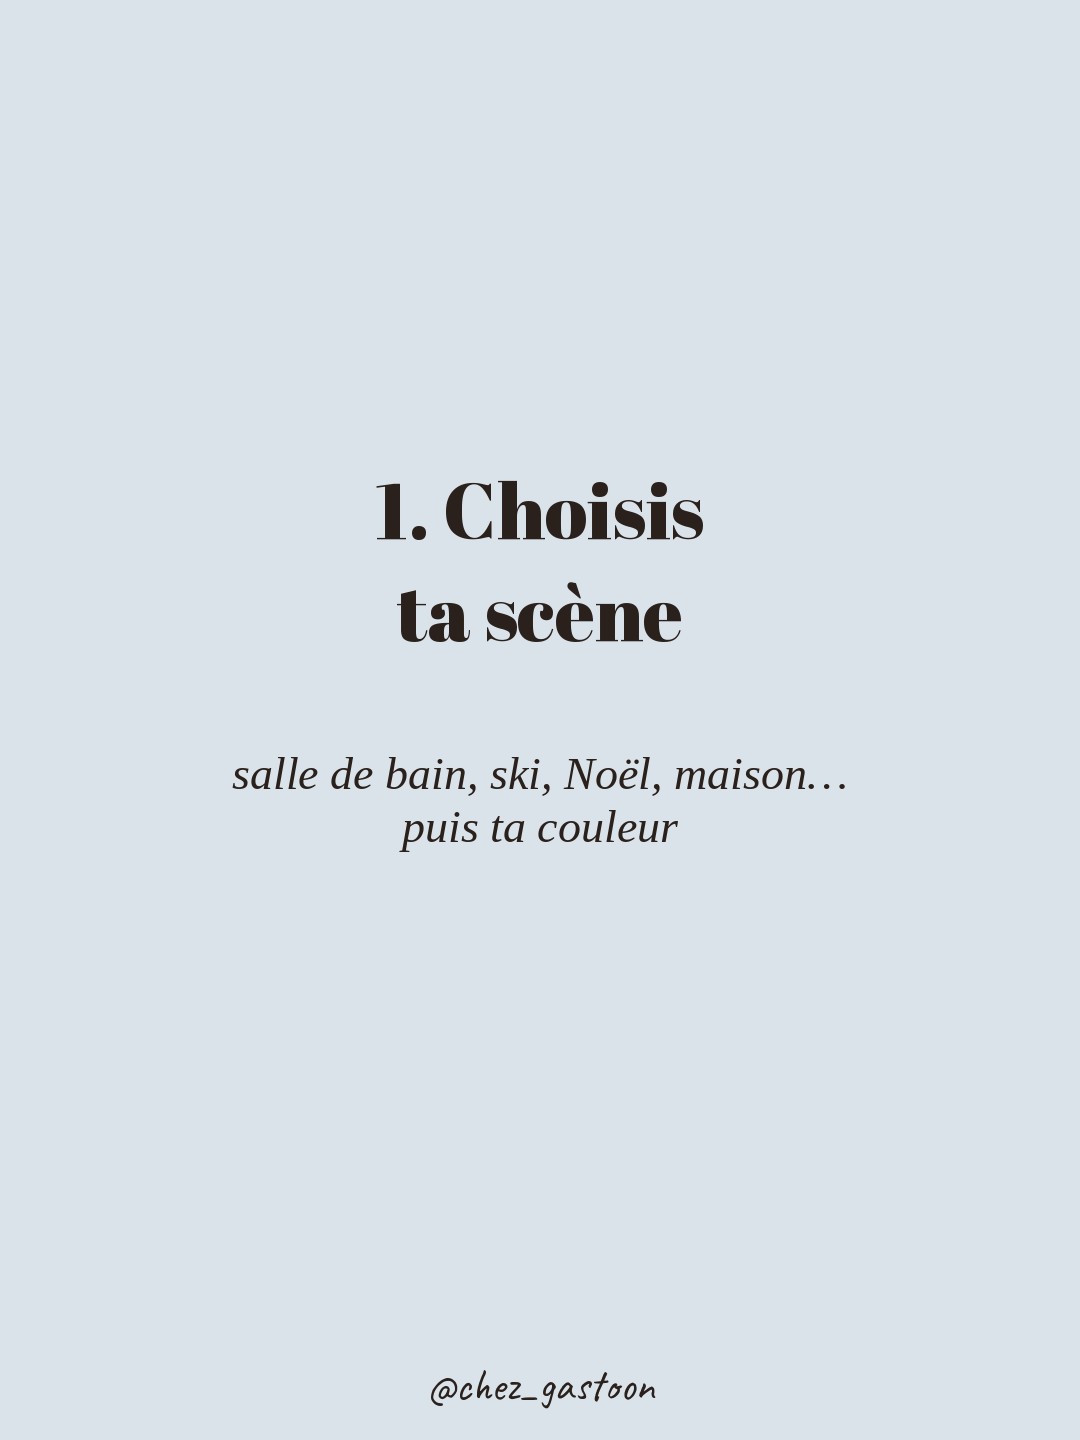 1. Choisis
ta scène
salle de bain, ski, Noël, maison…
puis ta couleur
@chez_gastoon